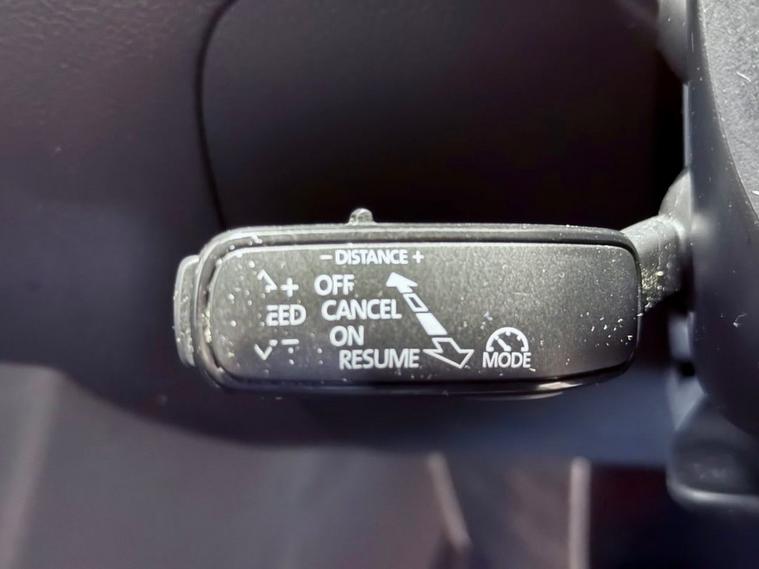 – DISTANCE +
+ OFF
EED CANCEL
– ON
RESUME
MODE